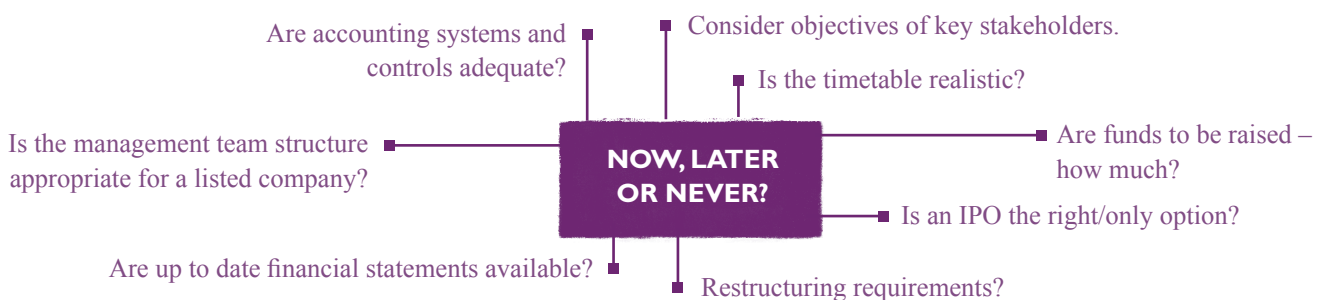 Are accounting systems and
controls adequate?
Consider objectives of key stakeholders.
Is the timetable realistic?
Is the management team structure
appropriate for a listed company?
NOW, LATER
OR NEVER?
Are funds to be raised –
how much?
Is an IPO the right/only option?
Are up to date financial statements available?
Restructuring requirements?